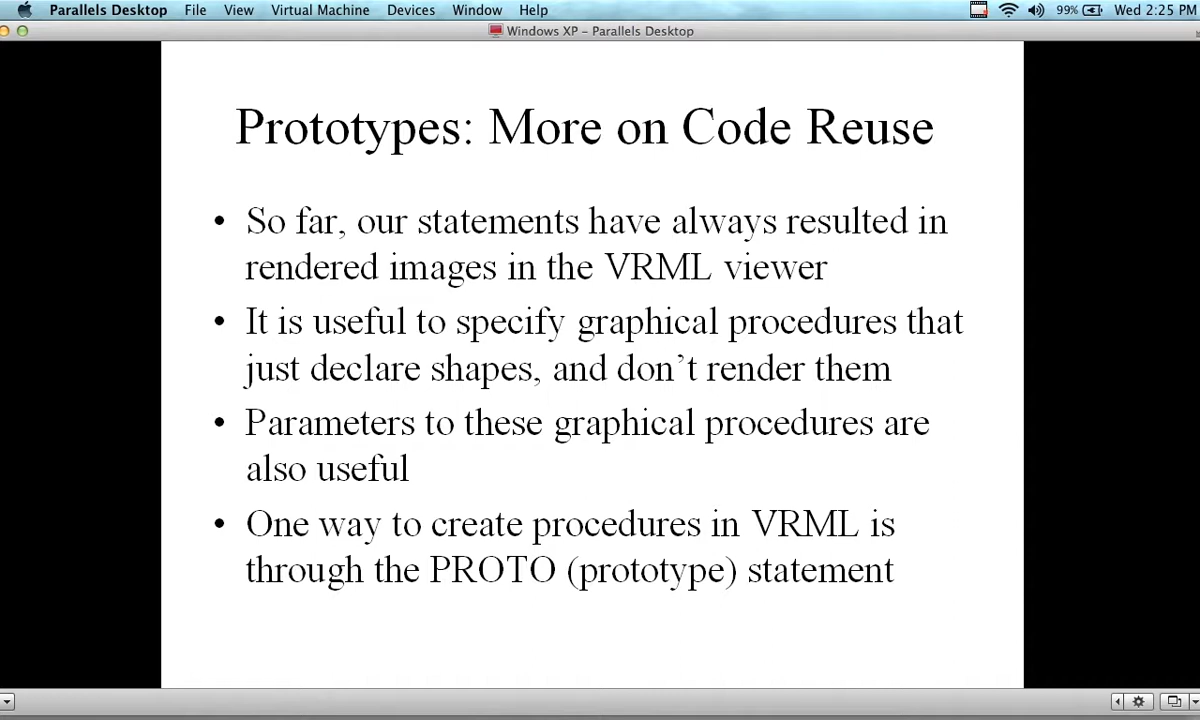 Parallels Desktop File View Virtual Machine Devices Window Help 99% Wed 2:25 PM
Windows XP – Parallels Desktop
Prototypes: More on Code Reuse
• So far, our statements have always resulted in
rendered images in the VRML viewer
• It is useful to specify graphical procedures that
just declare shapes, and don’t render them
• Parameters to these graphical procedures are
also useful
• One way to create procedures in VRML is
through the PROTO (prototype) statement